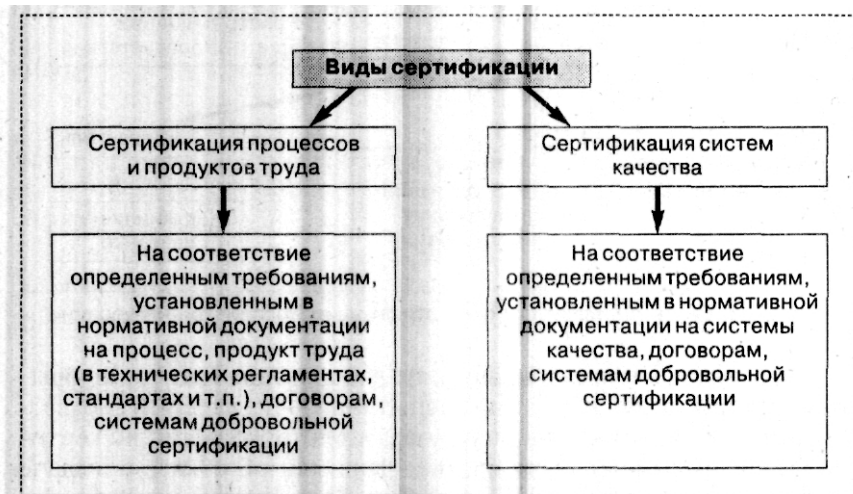 Виды сертификации
Сертификация процессов
и продуктов труда
Сертификация систем
качества
На соответствие
определенным требованиям,
установленным в
нормативной документации
на процесс, продукт труда
(в технических регламентах,
стандартах и т.п.), договорам,
системам добровольной
сертификации
На соответствие
определенным требованиям,
установленным в нормативной
документации на системы
качества, договорам,
системам добровольной
сертификации